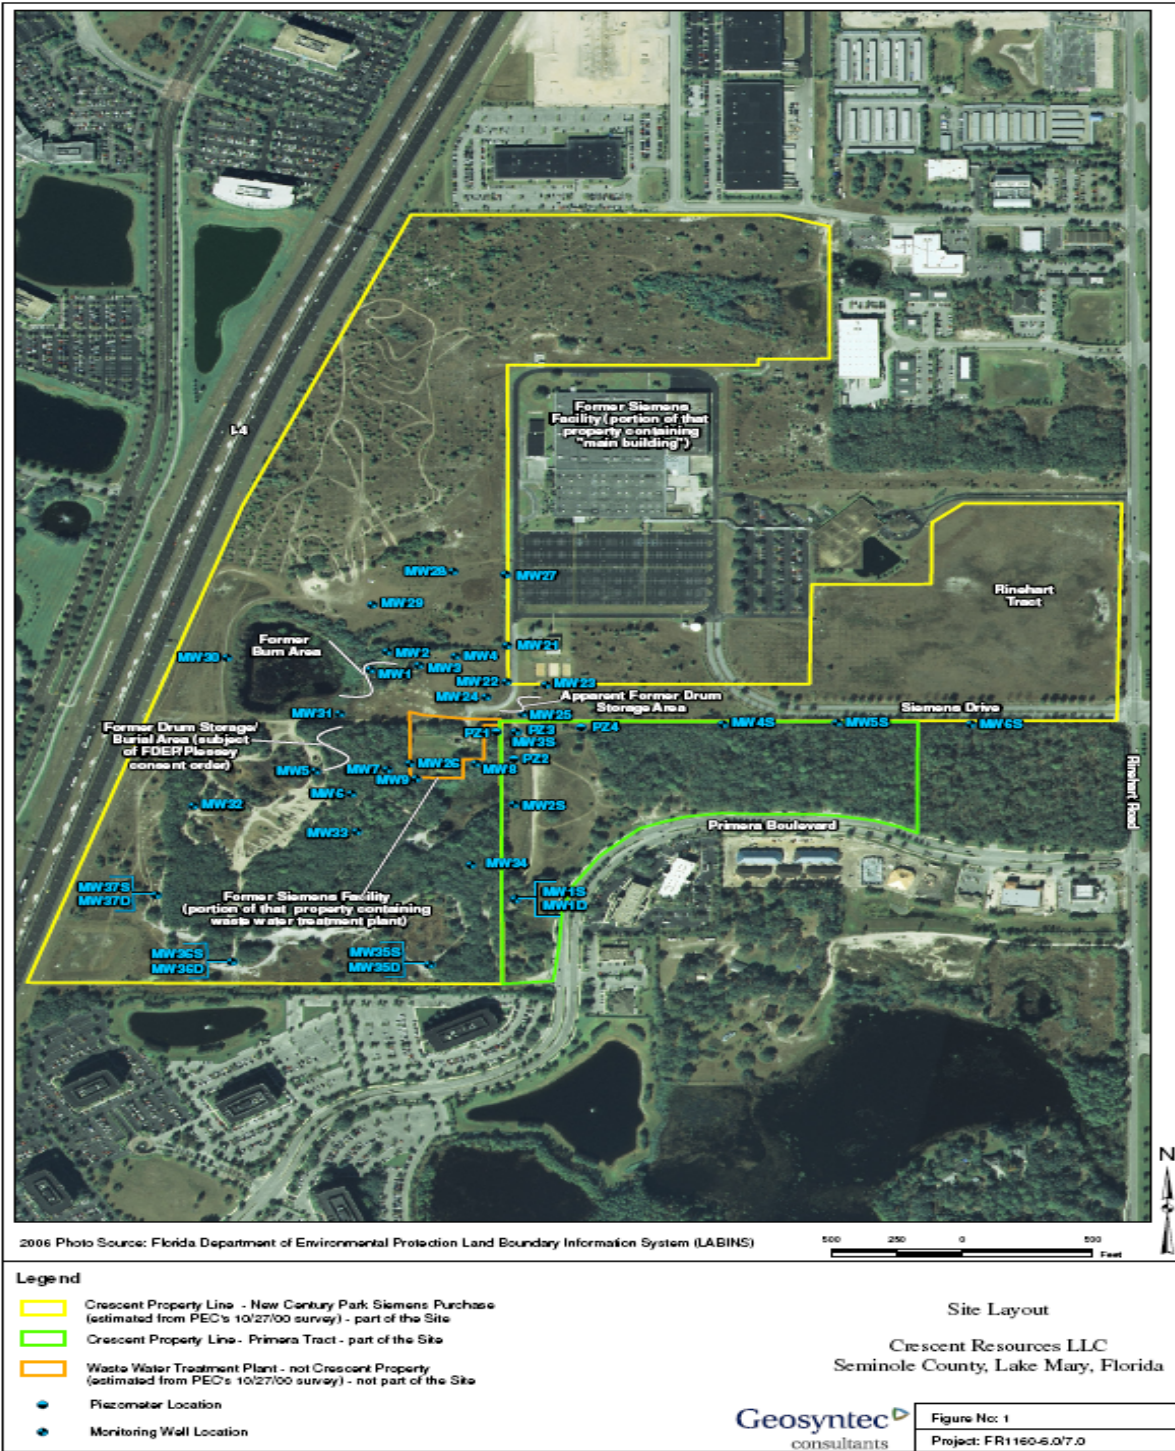 I-4
Former Siemens
Facility (portion of that
property containing
"main building")
Rinehart
Tract
MW28
MW27
MW29
Former
Burn Area
MW2
MW4
MW21
MW30
MW1
MW3
MW22
MW23
MW24
Apparent Former Drum
Storage Area
Siemens Drive
MW31
MW25
Former Drum Storage/
Burial Area (subject
of FDEP/Plessey
consent order)
PZ1
PZ3
PZ4
MW4S
MW5S
MW6S
MW3S
PZ2
MW5
MW7
MW26
MW8
MW9
MW6
MW32
MW2S
Rinehart Road
MW33
Primera Boulevard
MW34
MW37S
MW37D
Former Siemens Facility
(portion of that property containing
waste water treatment plant)
MW1S
MW1D
MW36S
MW36D
MW35S
MW35D
N
2006 Photo Source: Florida Department of Environmental Protection Land Boundary Information System (LABINS)
500 250 0 500
Feet
Legend
Crescent Property Line - New Century Park Siemens Purchase
(estimated from PEC's 10/27/00 survey) - part of the Site
Crescent Property Line - Primera Tract - part of the Site
Waste Water Treatment Plant - not Crescent Property
(estimated from PEC's 10/27/00 survey) - not part of the Site
Piezometer Location
Monitoring Well Location
Site Layout
Crescent Resources LLC
Seminole County, Lake Mary, Florida
Geosyntec
consultants
Figure No: 1
Project: FR1160-6.0/7.0